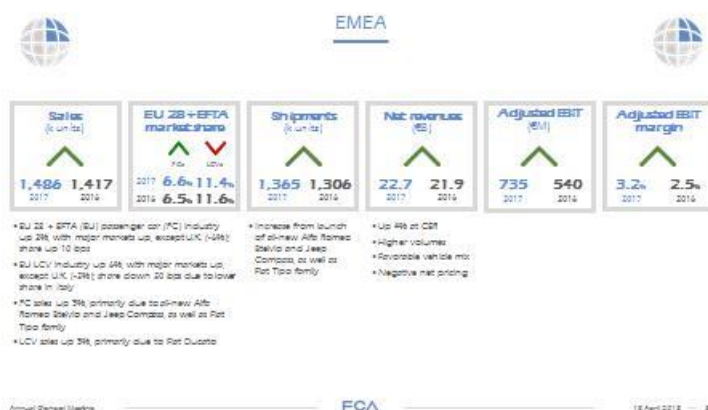 EMEA
Sales
(k units)
1,486 1,417
2017 2016
EU 28+EFTA
market share
PCs LCVs
2017 6.6% 11.4%
2016 6.5% 11.6%
Shipments
(k units)
1,365 1,306
2017 2016
Net revenues
(€B)
22.7 21.9
2017 2016
Adjusted EBIT
(€M)
735 540
2017 2016
Adjusted EBIT
margin
3.2% 2.5%
2017 2016
• EU 28 + EFTA (EU) passenger car (PC) industry
up 3%, with major markets up, except U.K.
share up 10 bps
• EU LCV industry up 4%, with major markets up,
except U.K. share down 20 bps due to lower
share in Italy
• PC sales up 5%, primarily due to all-new Alfa
Romeo Stelvio and Jeep Compass, as well as Fiat
Tipo family
• LCV sales up 3%, primarily due to Fiat Ducato
• Increase from launch
of all-new Alfa Romeo
Stelvio and Jeep
Compass, as well as
Fiat Tipo family
• Up 4% at CER
• Higher volumes
• Favorable vehicle mix
• Negative net pricing
Annual General Meeting
FCA
April 2018